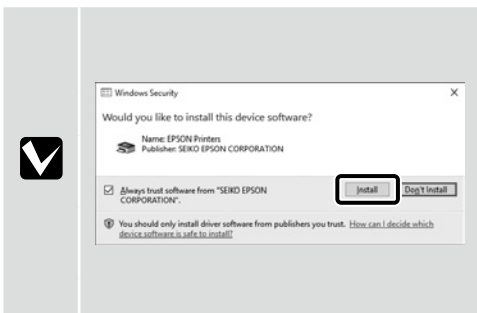 Windows Security
Would you like to install this device software?
Name: EPSON Printers
Publisher: SEIKO EPSON CORPORATION
Always trust software from "SEIKO EPSON
CORPORATION".
Install
Don't Install
You should only install driver software from publishers you trust. How can I decide which
device software is safe to install?